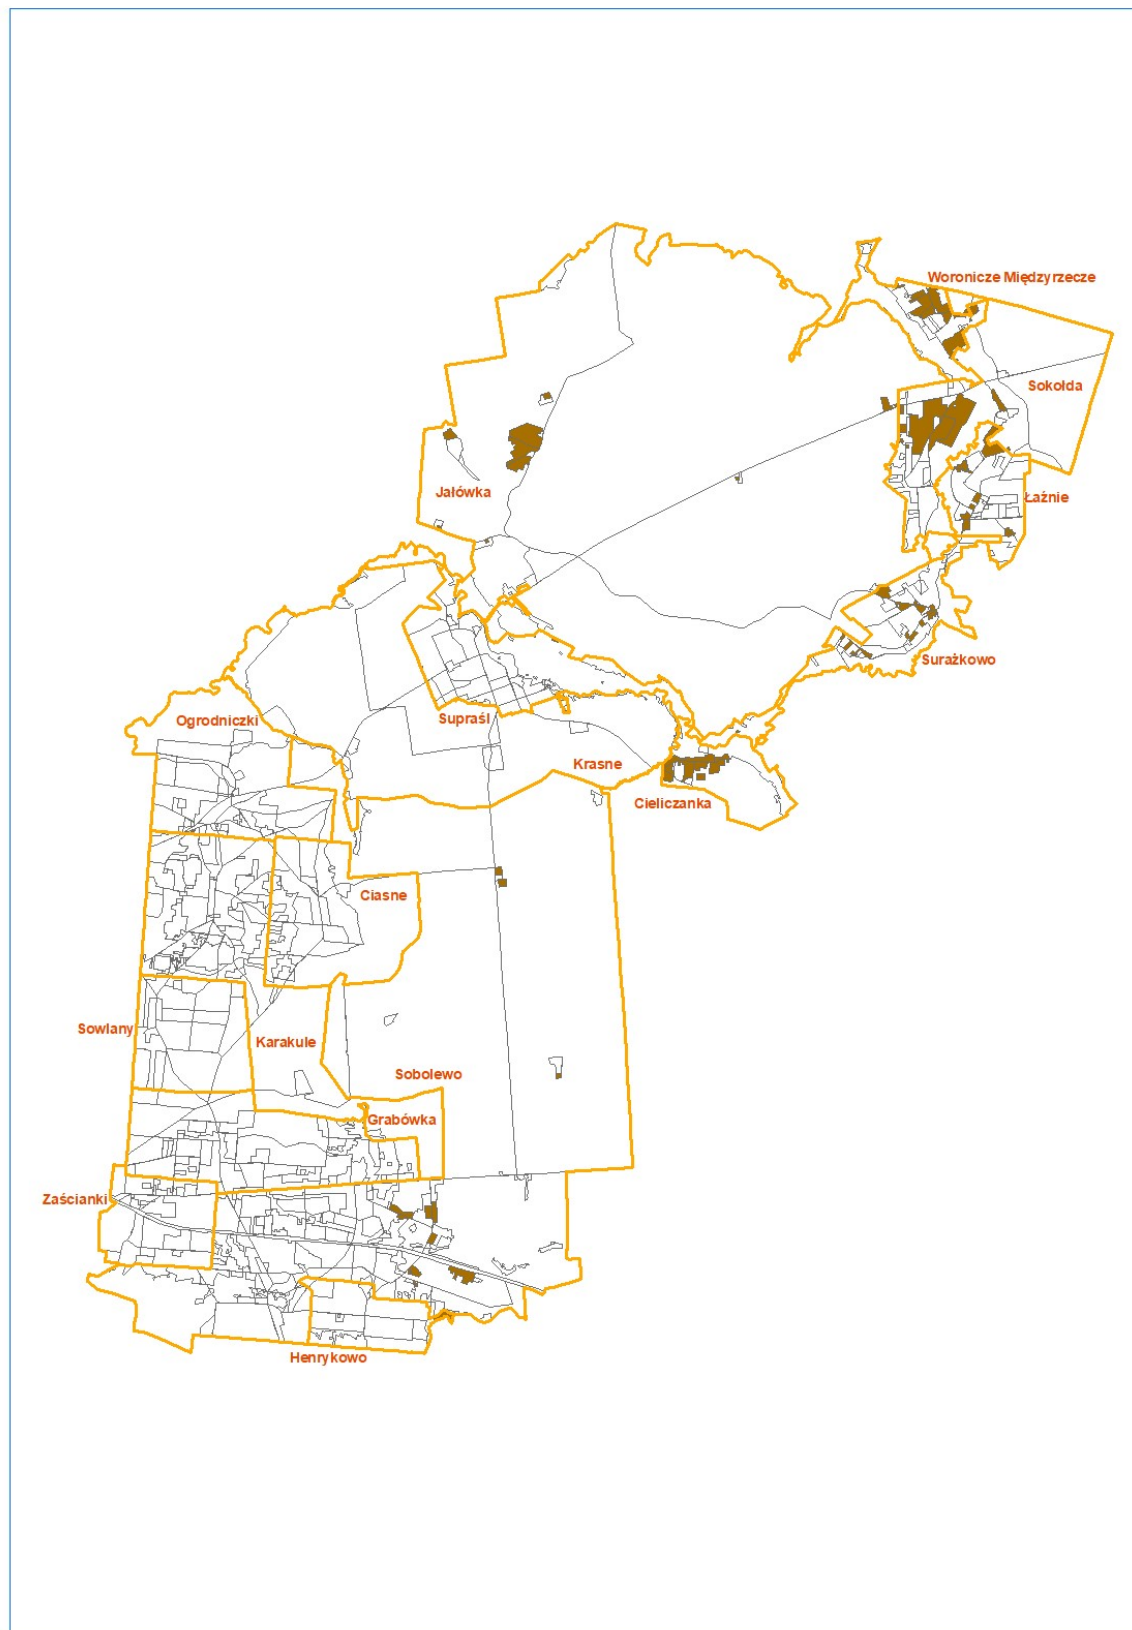 Woronicze Międzyrzecze
Sokołda
Jałówka
Łaźnie
Surażkowo
Ogrodniczki
Supraśl
Krasne
Cieliczanka
Ciasne
Sowlany
Karakule
Sobolewo
Grabówka
Zaścianki
Henrykowo